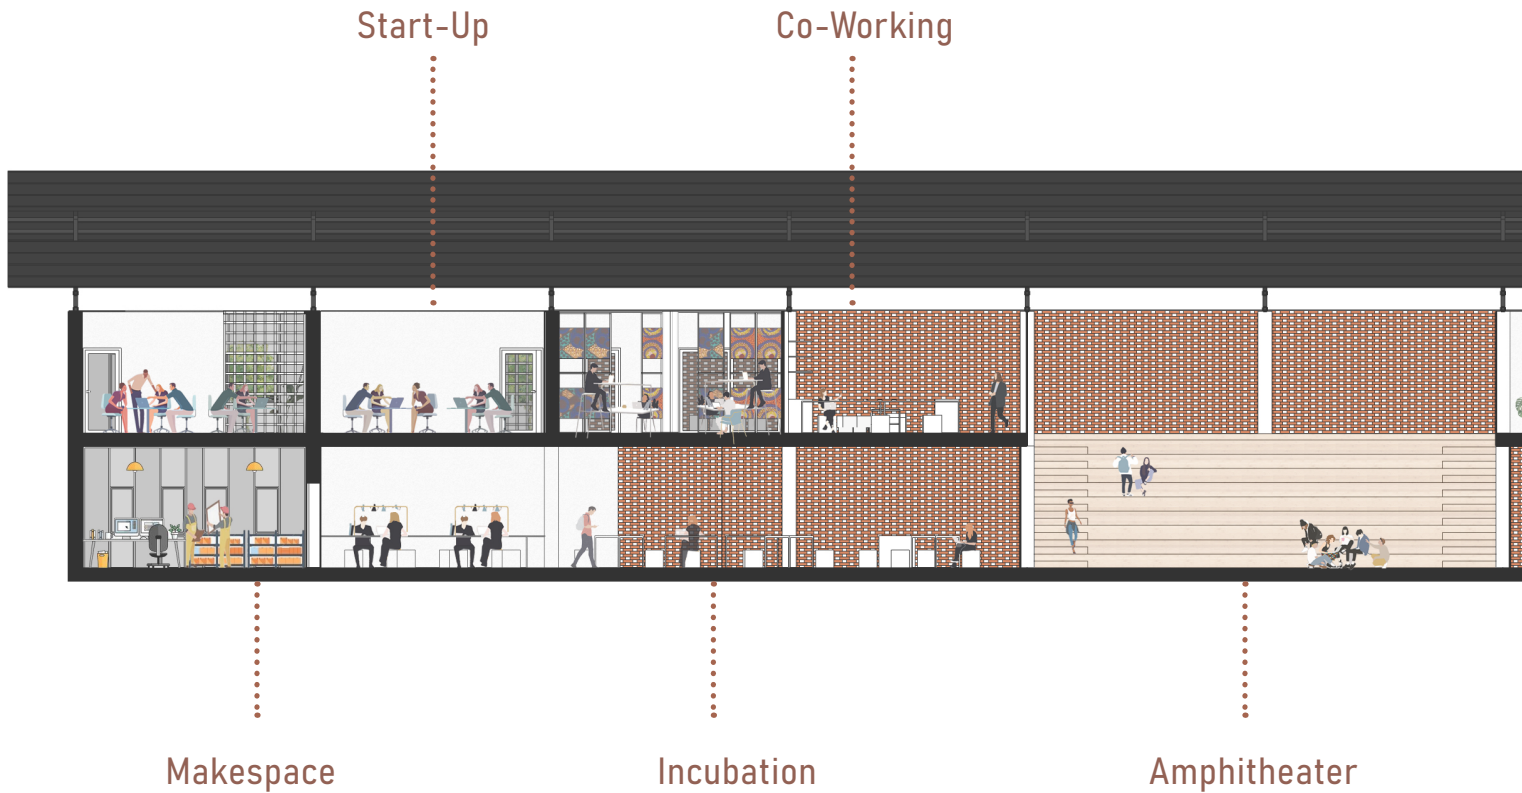 Start-Up
Co-Working
Makespace
Incubation
Amphitheater